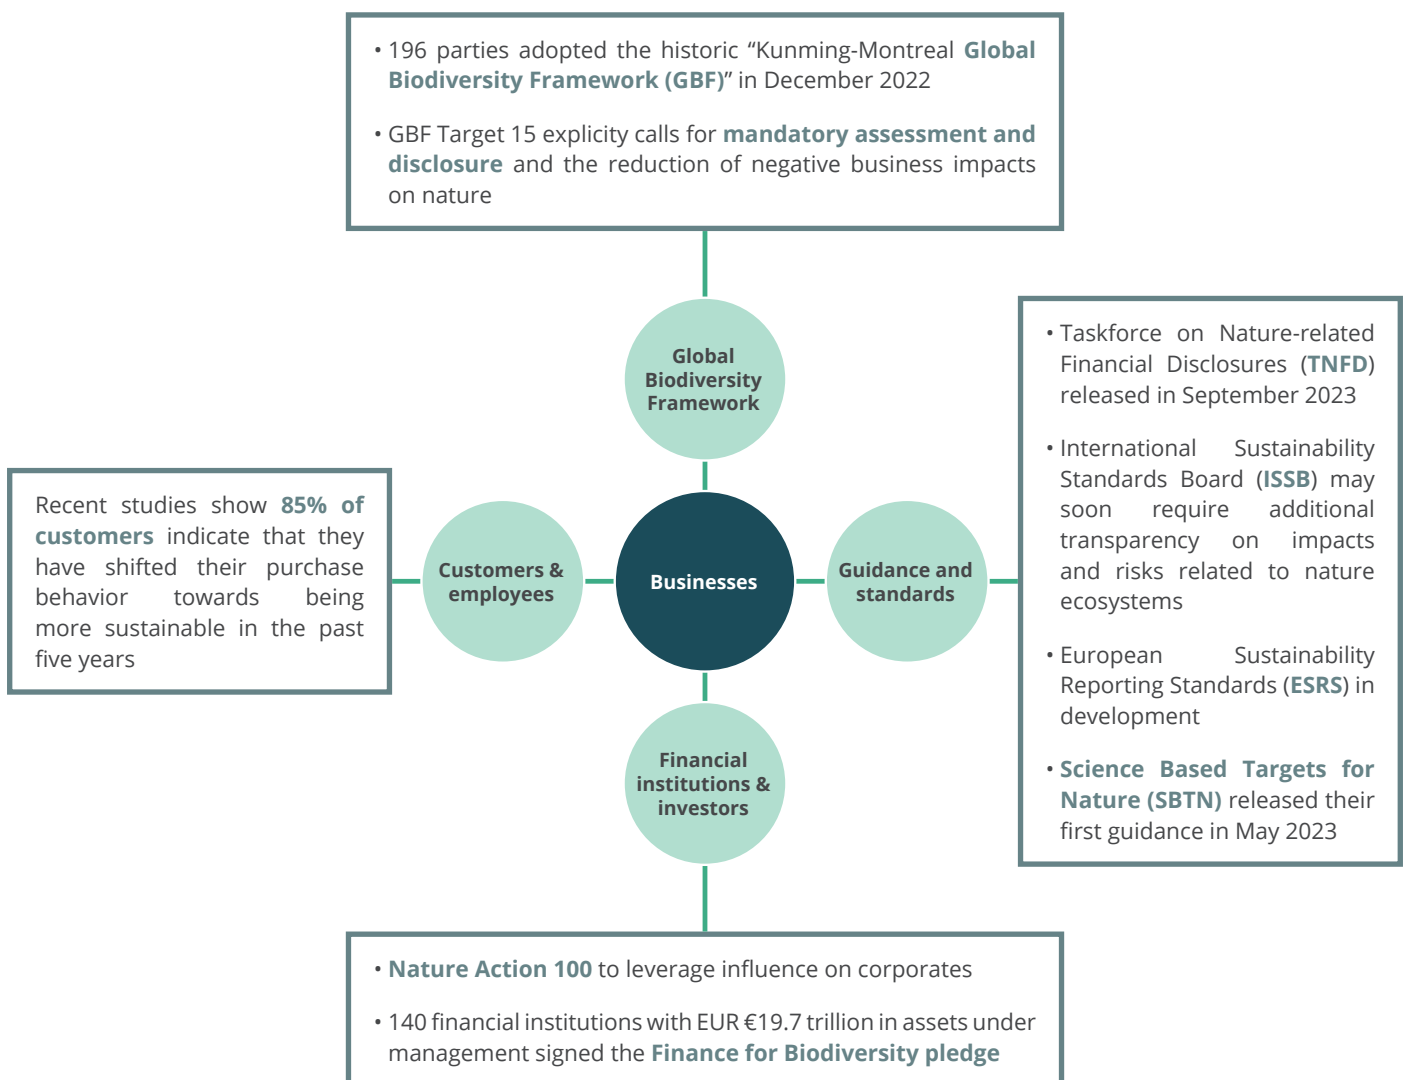 • 196 parties adopted the historic “Kunming-Montreal Global
Biodiversity Framework (GBF)” in December 2022
• GBF Target 15 explicity calls for mandatory assessment and
disclosure and the reduction of negative business impacts
on nature
Global
Biodiversity
Framework
Recent studies show 85% of
customers indicate that they
have shifted their purchase
behavior towards being
more sustainable in the past
five years
Customers &
employees
Businesses
Guidance and
standards
• Taskforce on Nature-related
Financial Disclosures (TNFD)
released in September 2023
• International Sustainability
Standards Board (ISSB) may
soon require additional
transparency on impacts
and risks related to nature
ecosystems
• European Sustainability
Reporting Standards (ESRS) in
development
• Science Based Targets for
Nature (SBTN) released their
first guidance in May 2023
Financial
institutions &
investors
• Nature Action 100 to leverage influence on corporates
• 140 financial institutions with EUR €19.7 trillion in assets under
management signed the Finance for Biodiversity pledge